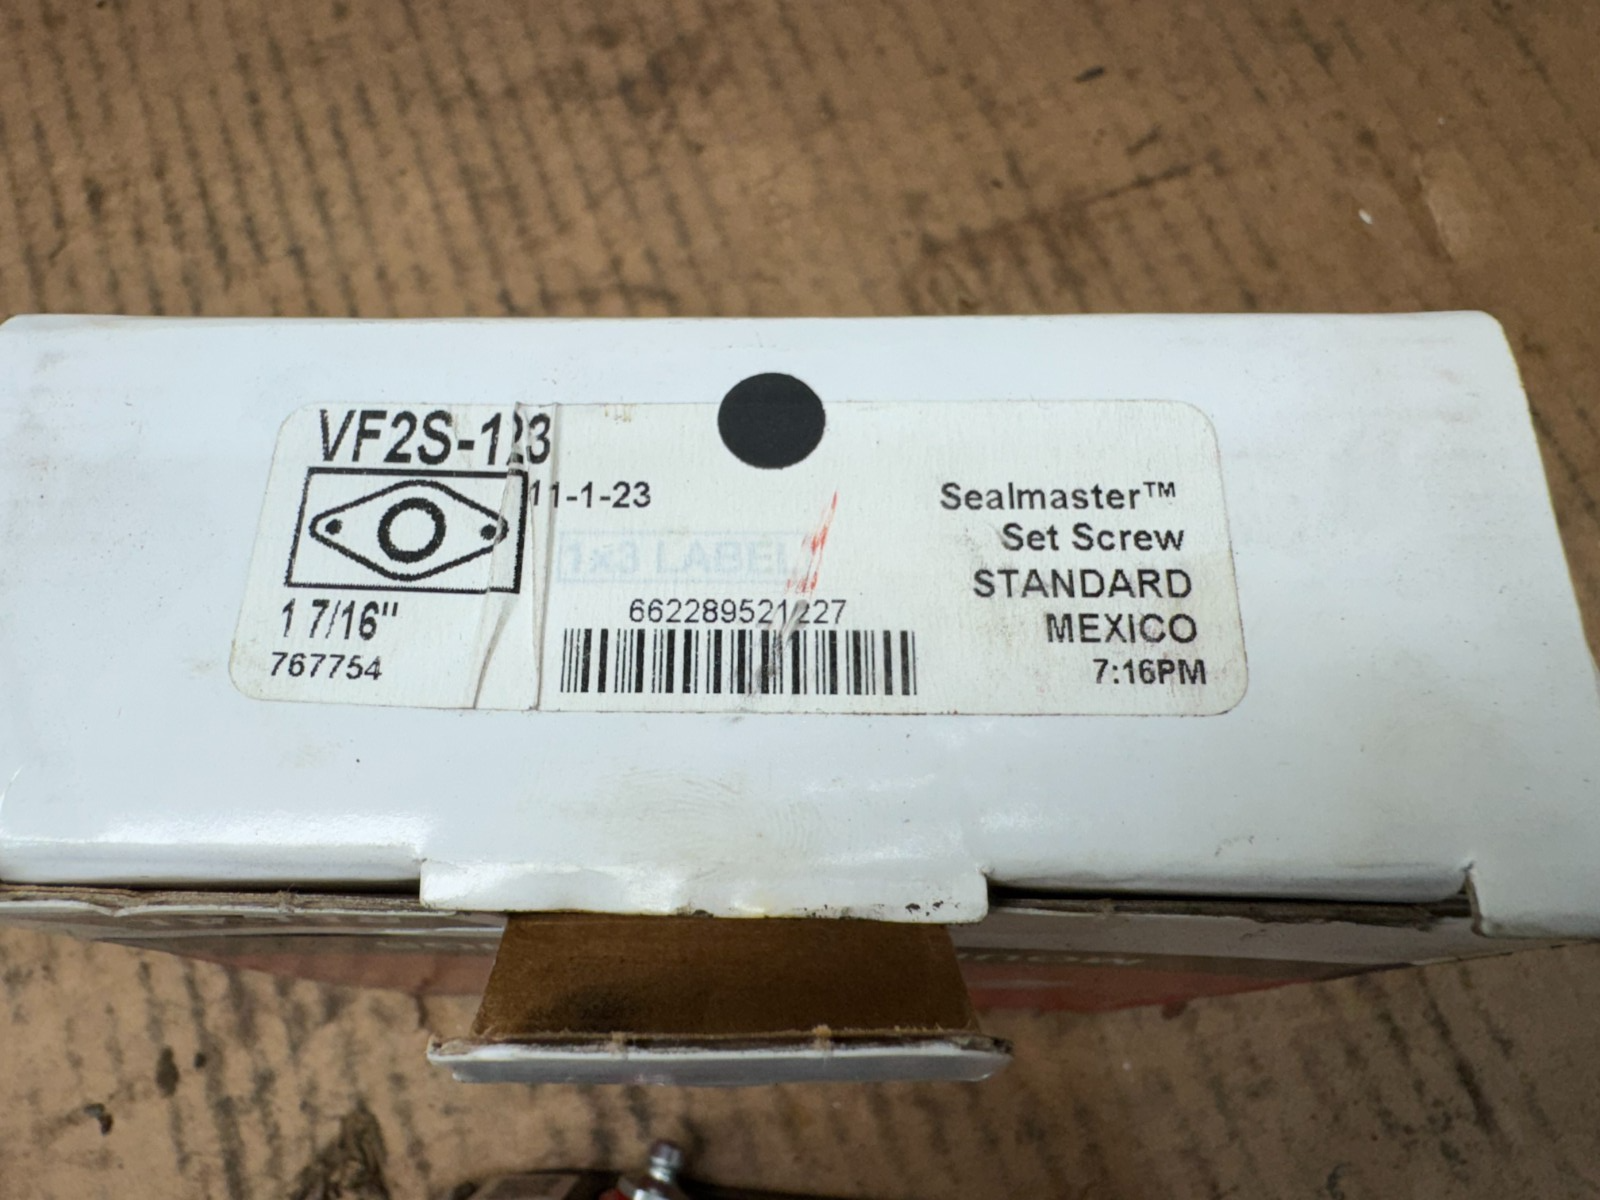 VF2S-123
11-1-23
1x3 LABEL
1 7/16"
767754
662289521227
Sealmaster™
Set Screw
STANDARD
MEXICO
7:16PM